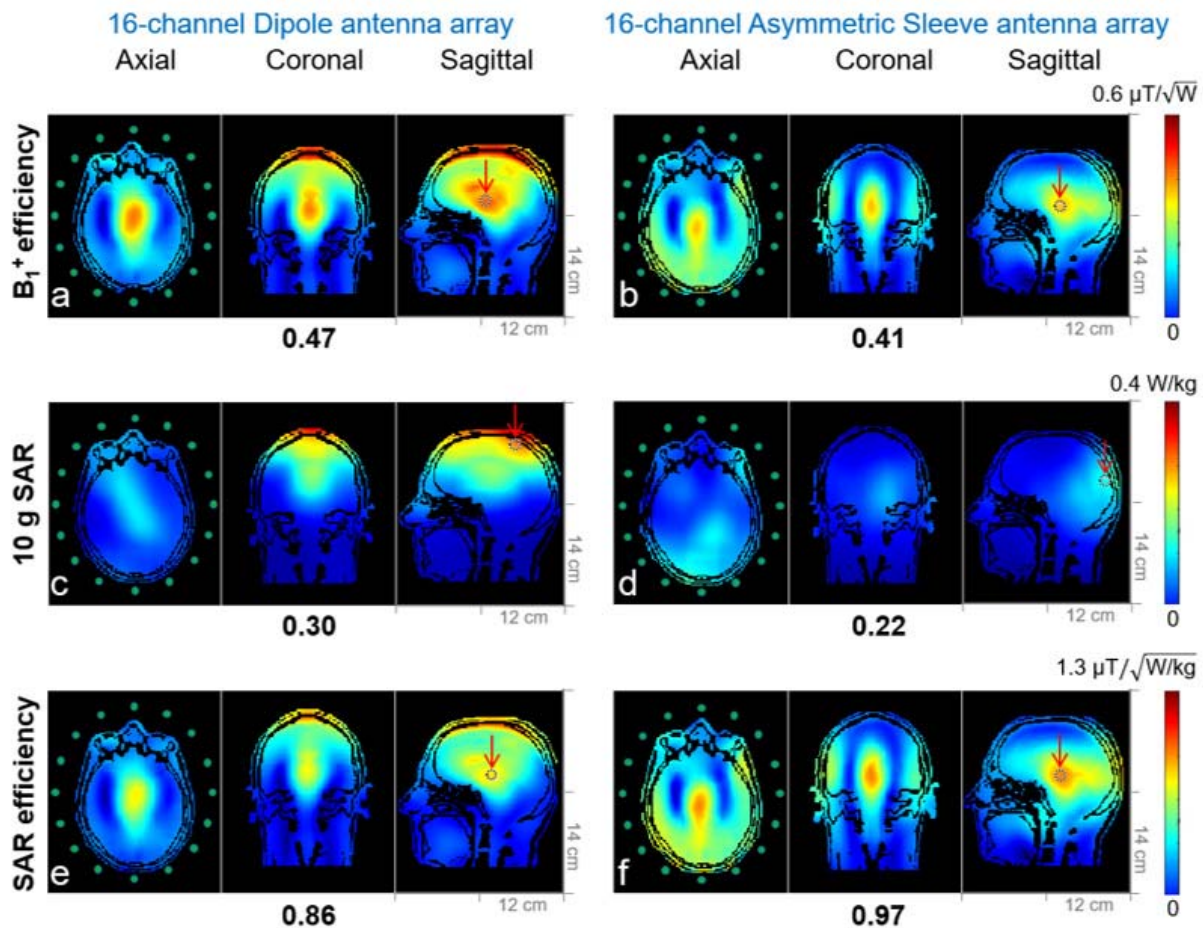 16-channel Dipole antenna array 16-channel Asymmetric Sleeve antenna array
Axial Coronal Sagittal Axial Coronal Sagittal
0.6 µT/√W
B₁⁺ efficiency
a
14 cm
12 cm
b
14 cm
12 cm
0
0.47 0.41
0.4 W/kg
10 g SAR
c
14 cm
12 cm
d
14 cm
12 cm
0
0.30 0.22
1.3 µT/√W/kg
SAR efficiency
e
14 cm
12 cm
f
14 cm
12 cm
0
0.86 0.97